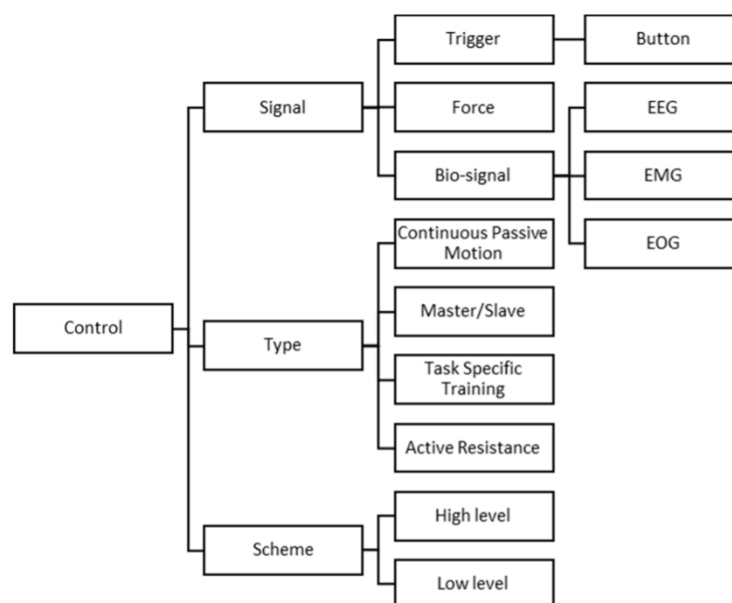 Trigger
Button
Signal
Force
EEG
Bio-signal
EMG
EOG
Continuous Passive
Motion
Control
Type
Master/Slave
Task Specific
Training
Active Resistance
Scheme
High level
Low level